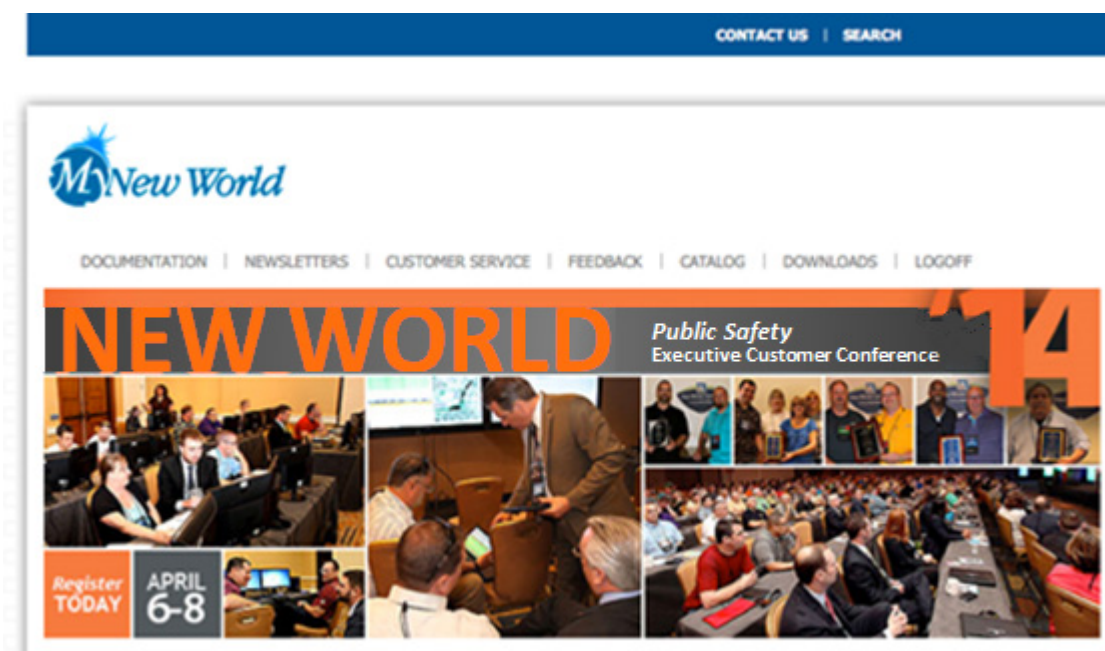 CONTACT US | SEARCH
My New World
DOCUMENTATION | NEWSLETTERS | CUSTOMER SERVICE | FEEDBACK | CATALOG | DOWNLOADS | LOGOFF
NEW WORLD
Public Safety
Executive Customer Conference
'14
Register
TODAY
APRIL
6-8